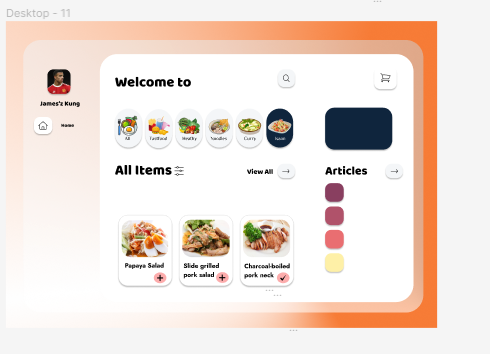 Desktop - 11
James'z Kung
Home
Welcome to
All
Fastfood
Healthy
Noodles
Curry
Isaan
All Items
View All
Articles
Papaya Salad
Slide grilled
pork salad
Charcoal-boiled
pork neck